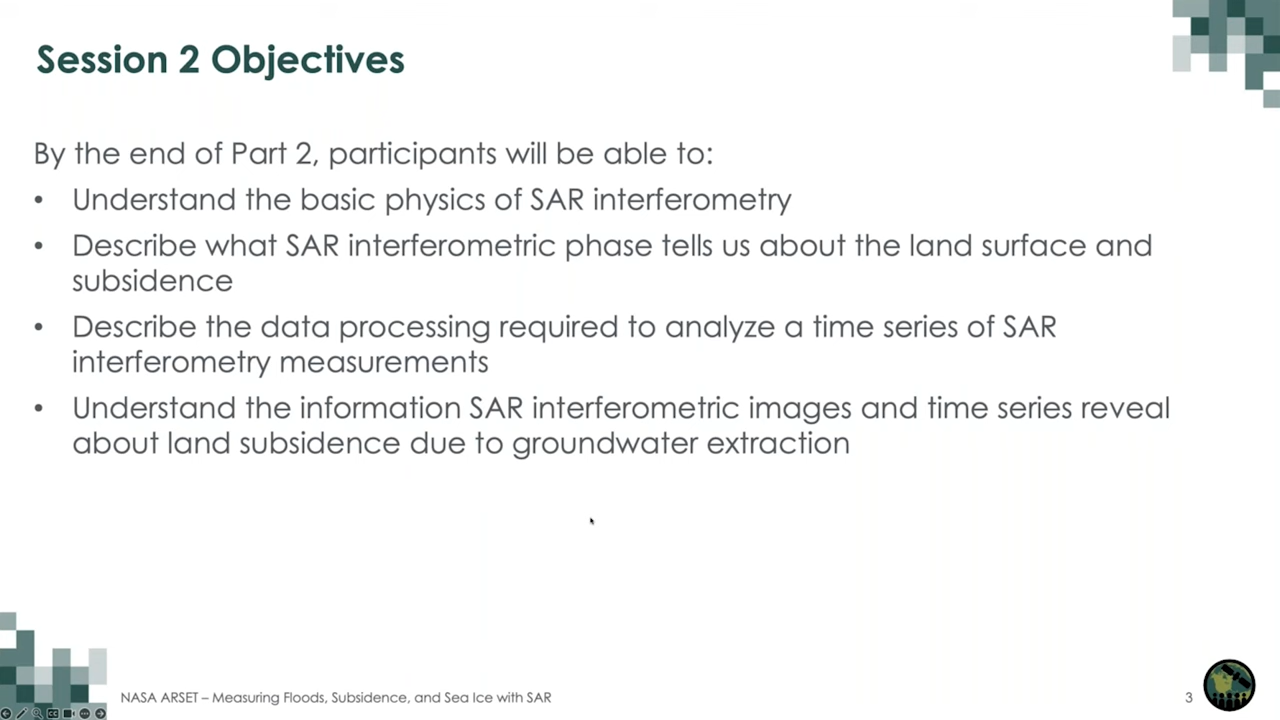 Session 2 Objectives
By the end of Part 2, participants will be able to:
• Understand the basic physics of SAR interferometry
• Describe what SAR interferometric phase tells us about the land surface and
subsidence
• Describe the data processing required to analyze a time series of SAR
interferometry measurements
• Understand the information SAR interferometric images and time series reveal
about land subsidence due to groundwater extraction
NASA ARSET – Measuring Floods, Subsidence, and Sea Ice with SAR
3